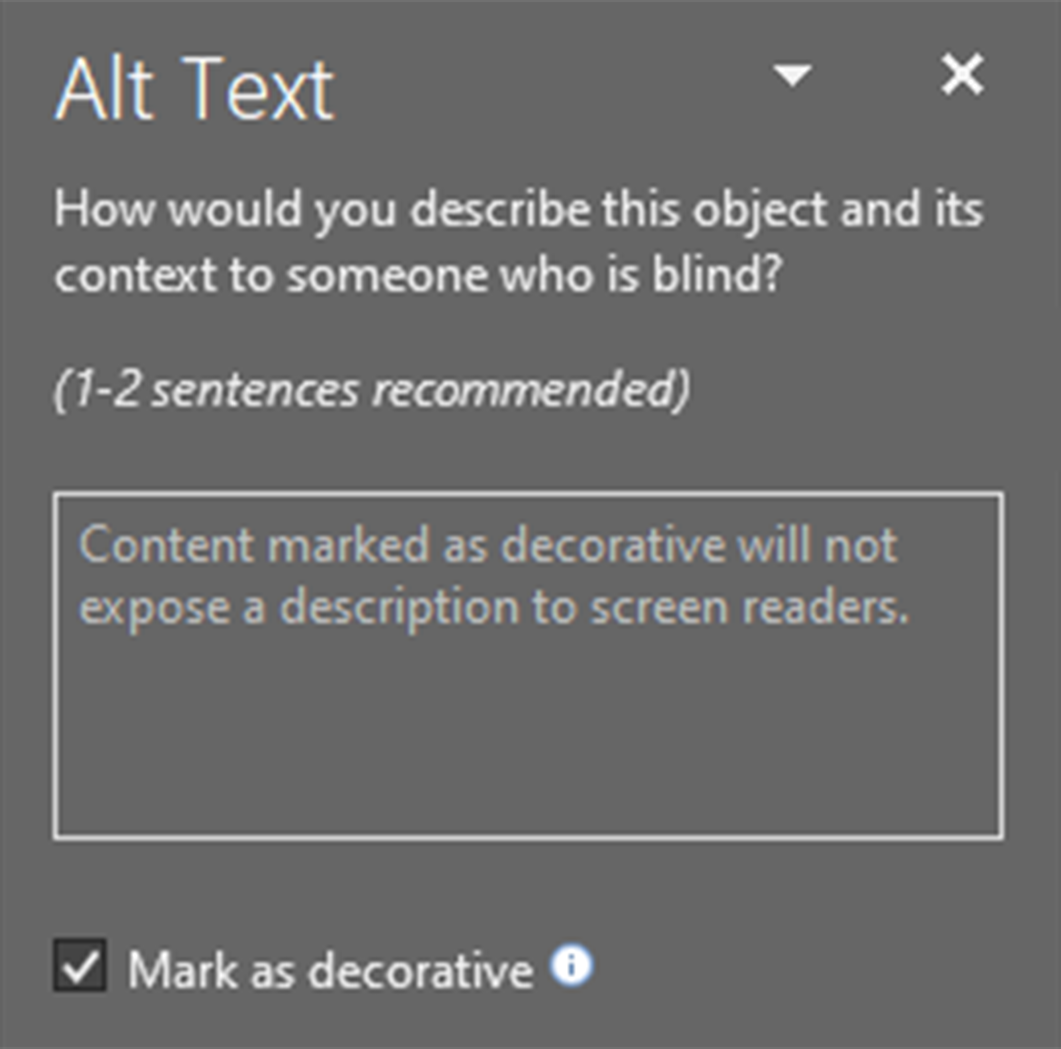 Alt Text
How would you describe this object and its
context to someone who is blind?
(1-2 sentences recommended)
Content marked as decorative will not
expose a description to screen readers.
Mark as decorative